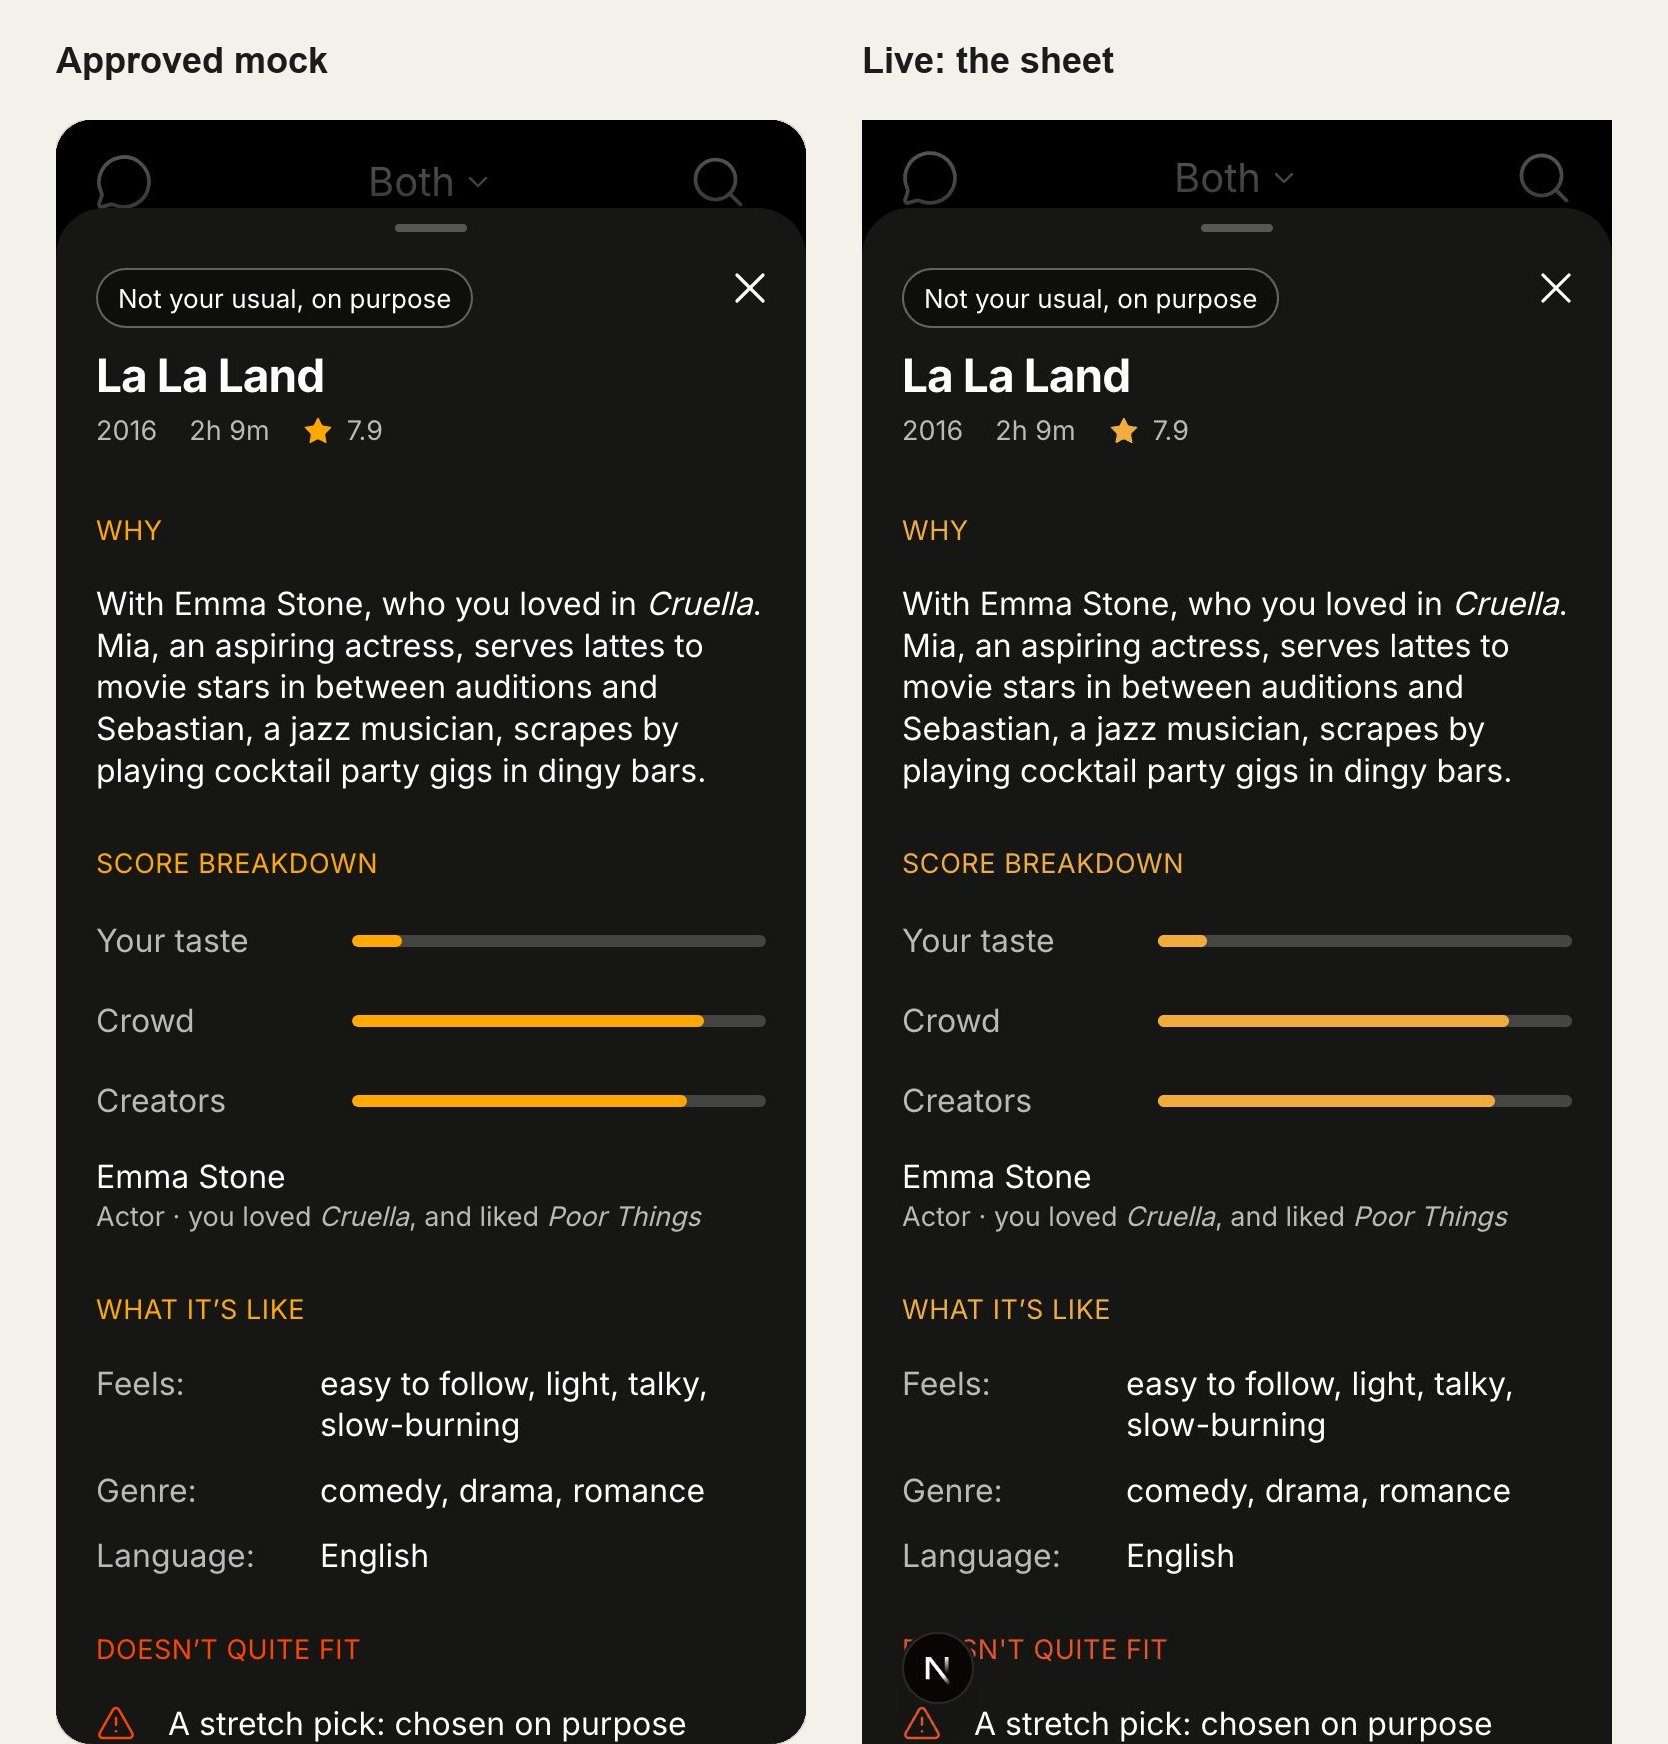 Approved mock
Both
Not your usual, on purpose
La La Land
2016 2h 9m 7.9
WHY
With Emma Stone, who you loved in Cruella.
Mia, an aspiring actress, serves lattes to
movie stars in between auditions and
Sebastian, a jazz musician, scrapes by
playing cocktail party gigs in dingy bars.
SCORE BREAKDOWN
Your taste
Crowd
Creators
Emma Stone
Actor · you loved Cruella, and liked Poor Things
WHAT IT’S LIKE
Feels: easy to follow, light, talky,
slow-burning
Genre: comedy, drama, romance
Language: English
DOESN’T QUITE FIT
A stretch pick: chosen on purpose
Live: the sheet
Both
Not your usual, on purpose
La La Land
2016 2h 9m 7.9
WHY
With Emma Stone, who you loved in Cruella.
Mia, an aspiring actress, serves lattes to
movie stars in between auditions and
Sebastian, a jazz musician, scrapes by
playing cocktail party gigs in dingy bars.
SCORE BREAKDOWN
Your taste
Crowd
Creators
Emma Stone
Actor · you loved Cruella, and liked Poor Things
WHAT IT’S LIKE
Feels: easy to follow, light, talky,
slow-burning
Genre: comedy, drama, romance
Language: English
N
QUITE FIT
A stretch pick: chosen on purpose